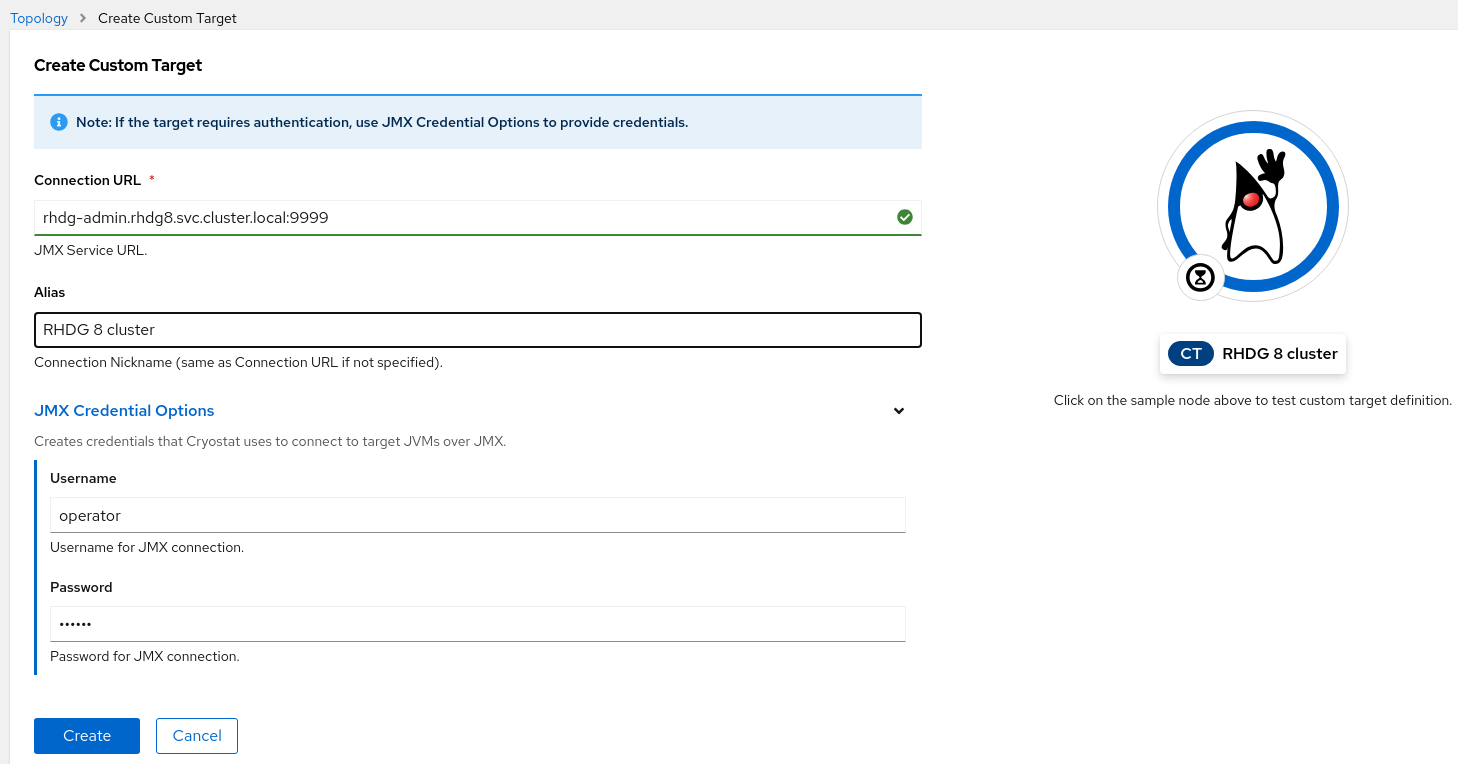 Topology > Create Custom Target
Create Custom Target
Note: If the target requires authentication, use JMX Credential Options to provide credentials.
Connection URL *
rhdg-admin.rhdg8.svc.cluster.local:9999
JMX Service URL.
Alias
RHDG 8 cluster
Connection Nickname (same as Connection URL if not specified).
JMX Credential Options
Creates credentials that Cryostat uses to connect to target JVMs over JMX.
Username
operator
Username for JMX connection.
Password
••••••
Password for JMX connection.
Create Cancel
CT RHDG 8 cluster
Click on the sample node above to test custom target definition.